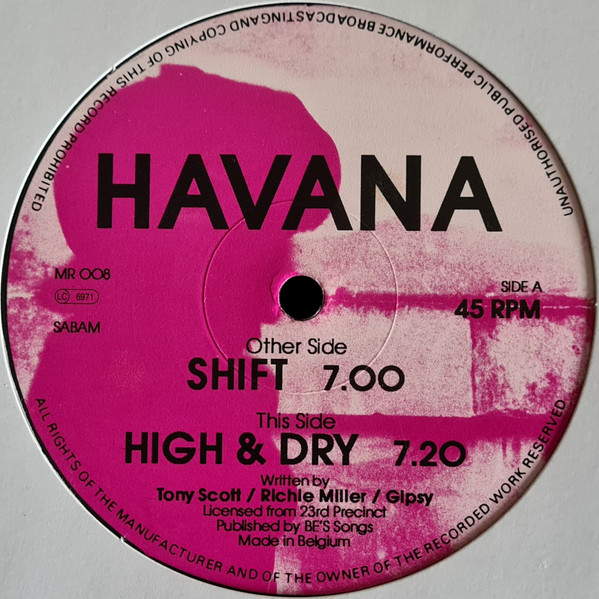 UNAUTHORISED PUBLIC PERFORMANCE BROADCASTING AND COPYING OF THIS RECORD PROHIBITED
HAVANA
MR 008
LC 6971
SABAM
SIDE A
45 RPM
Other Side
SHIFT 7.00
This Side
HIGH & DRY 7.20
Written by
Tony Scott / Richie Miller / Gipsy
Licensed from 23rd Precinct
Published by BE'S Songs
Made in Belgium
ALL RIGHTS OF THE MANUFACTURER AND OF THE OWNER OF THE RECORDED WORK RESERVED